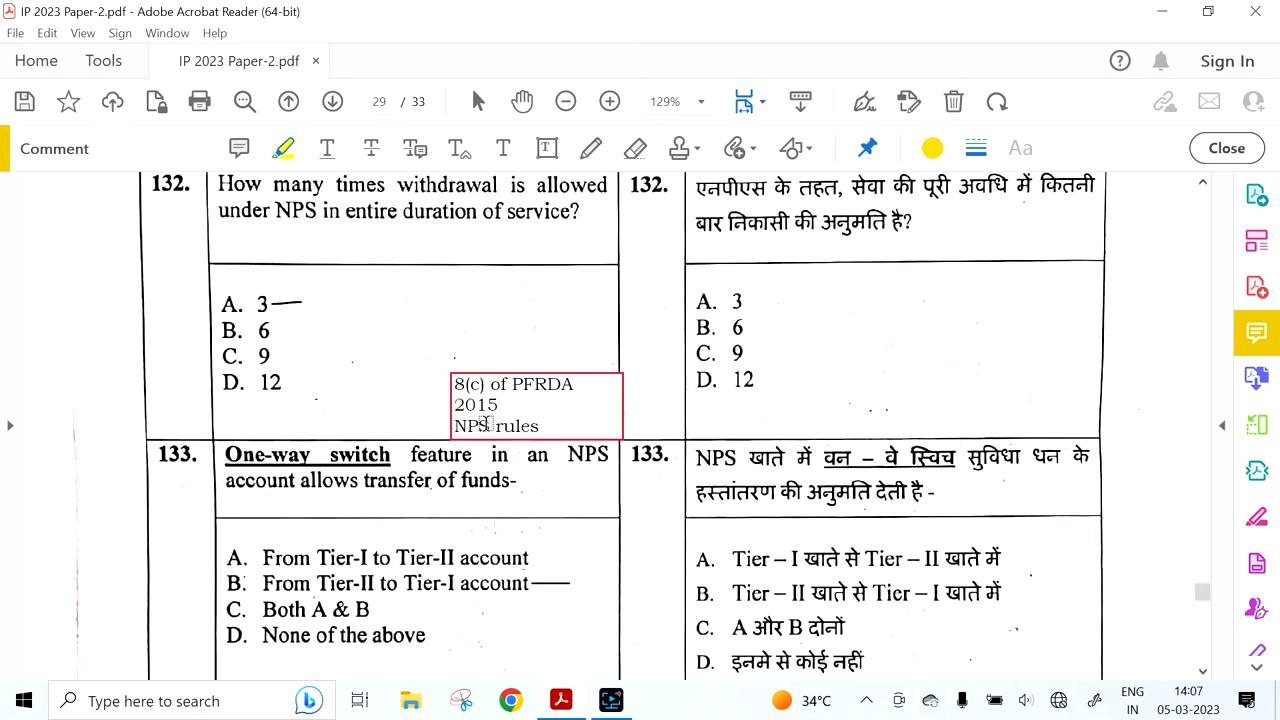 IP 2023 Paper-2.pdf - Adobe Acrobat Reader (64-bit)
File Edit View Sign Window Help
Home Tools IP 2023 Paper-2.pdf × Sign In
29 / 33 129%
Comment Aa Close
132. How many times withdrawal is allowed
under NPS in entire duration of service?
A. 3
B. 6
C. 9
D. 12
8(c) of PFRDA
2015
NPS rules
132. एनपीएस के तहत, सेवा की पूरी अवधि में कितनी
बार निकासी की अनुमति है?
A. 3
B. 6
C. 9
D. 12
133. One-way switch feature in an NPS
account allows transfer of funds-
A. From Tier-I to Tier-II account
B. From Tier-II to Tier-I account
C. Both A & B
D. None of the above
133. NPS खाते में वन – वे स्विच सुविधा धन के
हस्तांतरण की अनुमति देती है -
A. Tier – I खाते से Tier – II खाते में
B. Tier – II खाते से Tier – I खाते में
C. A और B दोनों
D. इनमे से कोई नहीं
Type here to search
34°C
ENG
IN
14:07
05-03-2023